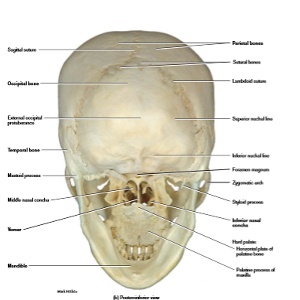 Sagittal suture
Parietal bones
Sutural bones
Occipital bone
Lambdoid suture
External occipital
protuberance
Superior nuchal line
Temporal bone
Inferior nuchal line
Mastoid process
Foramen magnum
Zygomatic arch
Middle nasal concha
Styloid process
Vomer
Inferior nasal
concha
Hard palate
Horizontal plate of
palatine bone
Mandible
Palatine process of
maxilla
(b) Posteroinferior view